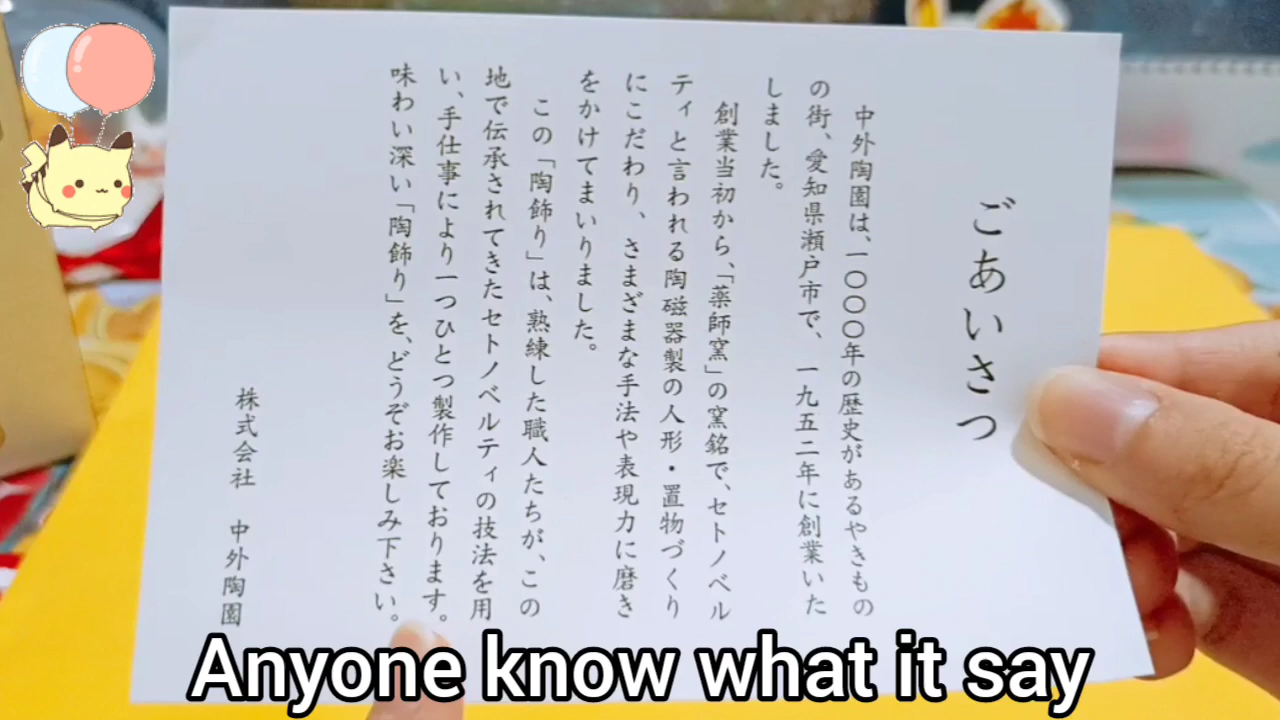 ごあいさつ
中外陶園は、一〇〇〇年の歴史があるやきもの
の街、愛知県瀬戸市で、一九五二年に創業いた
しました。
創業当初から、「薬師窯」の窯銘で、セトノベル
ティと言われる陶磁器製の人形・置物づくり
にこだわり、さまざまな手法や表現力に磨き
をかけてまいりました。
この「陶飾り」は、熟練した職人たちが、この
地で伝承されてきたセトノベルティの技法を用
い、手仕事により一つひとつ製作しております。
味わい深い「陶飾り」を、どうぞお楽しみ下さい。
株式会社 中外陶園
Anyone know what it say